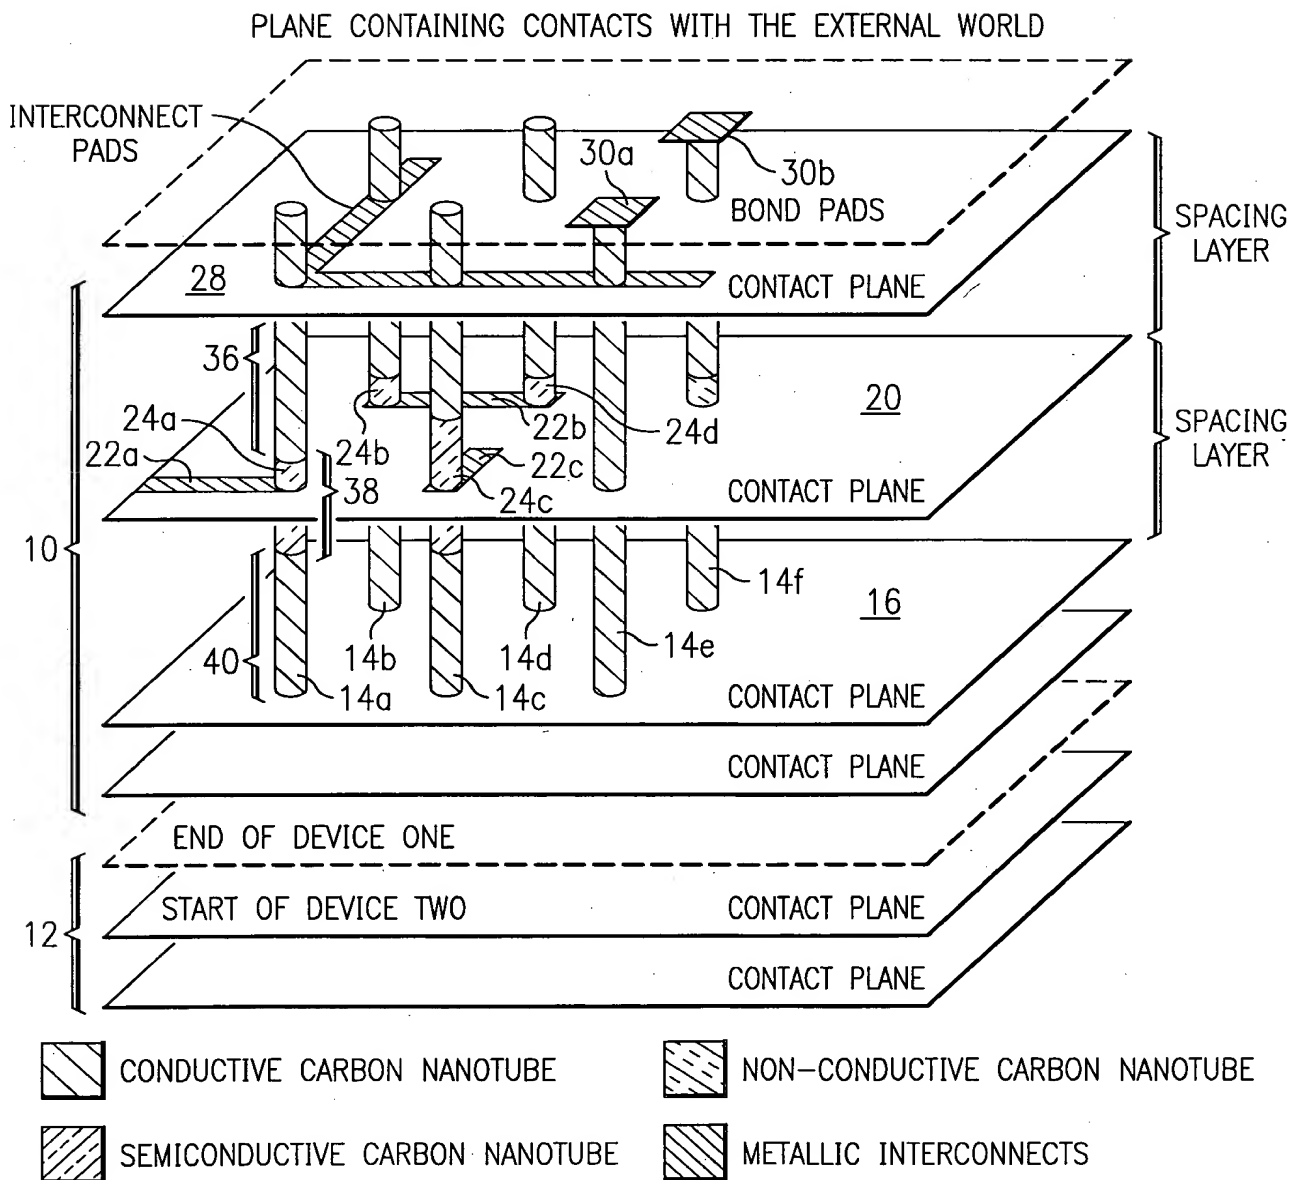 PLANE CONTAINING CONTACTS WITH THE EXTERNAL WORLD
INTERCONNECT
PADS
30a
30b
BOND PADS
SPACING
LAYER
28
CONTACT PLANE
36
24a
22a
24b
22b
24d
20
22c
24c
38
SPACING
LAYER
CONTACT PLANE
10
14f
16
40
14b
14d
14e
14a
14c
CONTACT PLANE
CONTACT PLANE
END OF DEVICE ONE
12
START OF DEVICE TWO
CONTACT PLANE
CONTACT PLANE
CONDUCTIVE CARBON NANOTUBE
NON-CONDUCTIVE CARBON NANOTUBE
SEMICONDUCTIVE CARBON NANOTUBE
METALLIC INTERCONNECTS